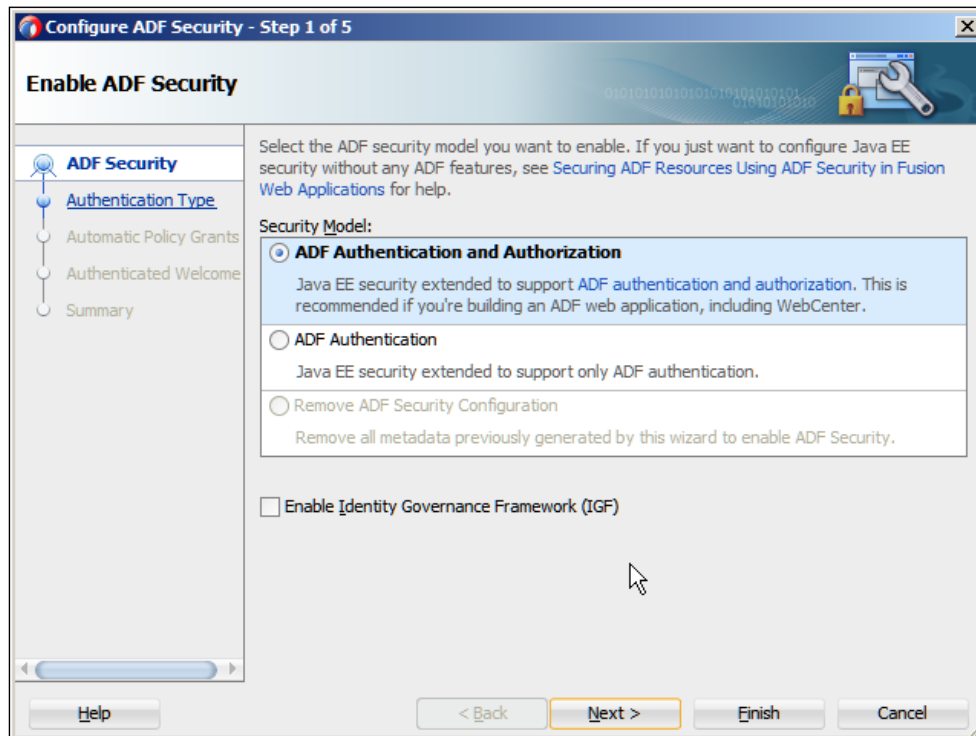 Configure ADF Security - Step 1 of 5
Enable ADF Security
ADF Security
Authentication Type
Automatic Policy Grants
Authenticated Welcome
Summary
Select the ADF security model you want to enable. If you just want to configure Java EE
security without any ADF features, see Securing ADF Resources Using ADF Security in Fusion
Web Applications for help.
Security Model:
ADF Authentication and Authorization
Java EE security extended to support ADF authentication and authorization. This is
recommended if you're building an ADF web application, including WebCenter.
ADF Authentication
Java EE security extended to support only ADF authentication.
Remove ADF Security Configuration
Remove all metadata previously generated by this wizard to enable ADF Security.
Enable Identity Governance Framework (IGF)
Help
< Back
Next >
Finish
Cancel